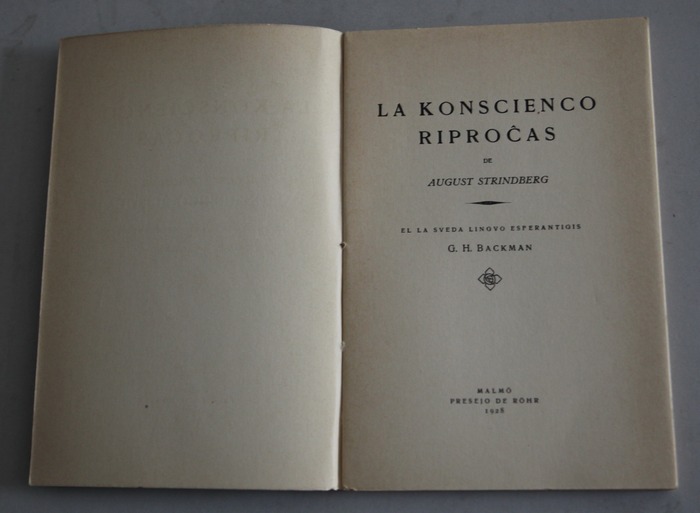 LA KONSCIENCO
RIPROĈAS
DE
AUGUST STRINDBERG
EL LA SVEDA LINGVO ESPERANTIGIS
G. H. BACKMAN
MALMÖ
PRESEJO DE RÖHR
1928